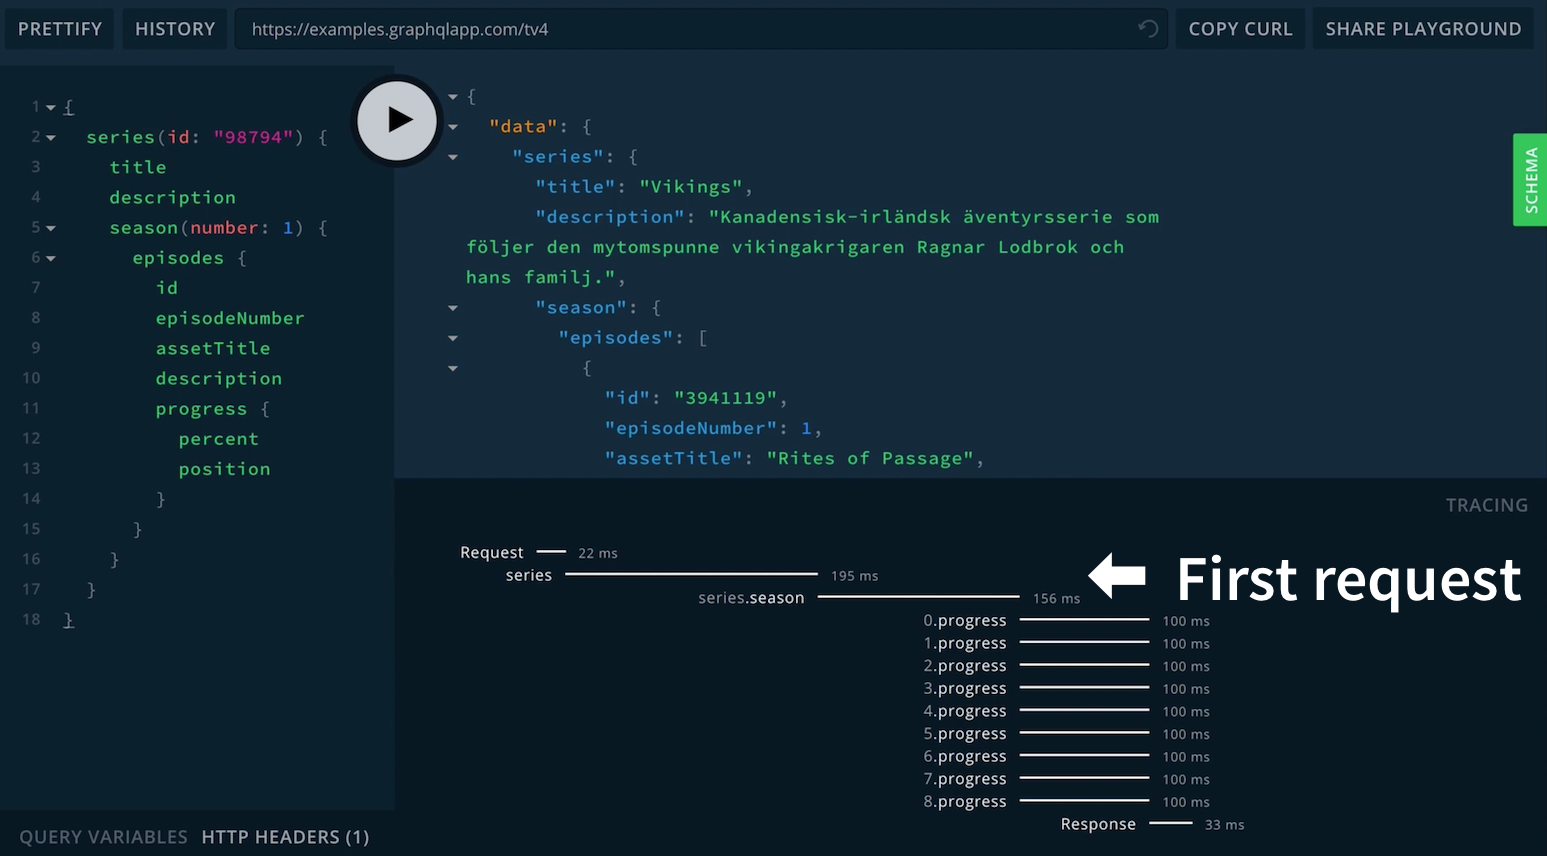 PRETTIFY HISTORY https://examples.graphqlapp.com/tv4 COPY CURL SHARE PLAYGROUND
1 {
2 series(id: "98794") {
3 title
4 description
5 season(number: 1) {
6 episodes {
7 id
8 episodeNumber
9 assetTitle
10 description
11 progress {
12 percent
13 position
14 }
15 }
16 }
17 }
18 }
{
"data": {
"series": {
"title": "Vikings",
"description": "Kanadensisk-irländsk äventyrsserie som
följer den mytomspunne vikingakrigaren Ragnar Lodbrok och
hans familj.",
"season": {
"episodes": [
{
"id": "3941119",
"episodeNumber": 1,
"assetTitle": "Rites of Passage",
SCHEMA
TRACING
Request 22 ms
series 195 ms
series.season 156 ms
First request
0.progress 100 ms
1.progress 100 ms
2.progress 100 ms
3.progress 100 ms
4.progress 100 ms
5.progress 100 ms
6.progress 100 ms
7.progress 100 ms
8.progress 100 ms
Response 33 ms
QUERY VARIABLES HTTP HEADERS (1)